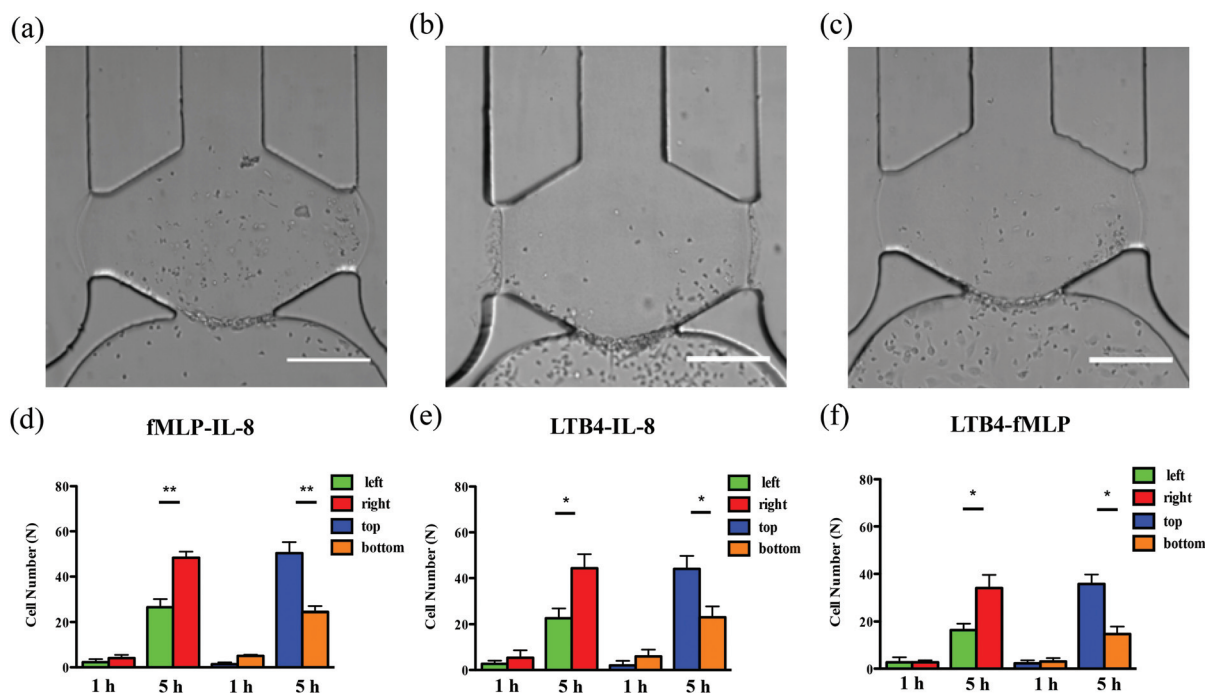 (a)
(b)
(c)
(d)
fMLP-IL-8
Cell Number (N)
80
60
40
20
0
** **
left
right
top
bottom
1 h 5 h 1 h 5 h
(e)
LTB4-IL-8
Cell Number (N)
80
60
40
20
0
* *
left
right
top
bottom
1 h 5 h 1 h 5 h
(f)
LTB4-fMLP
Cell Number (N)
80
60
40
20
0
* *
left
right
top
bottom
1 h 5 h 1 h 5 h